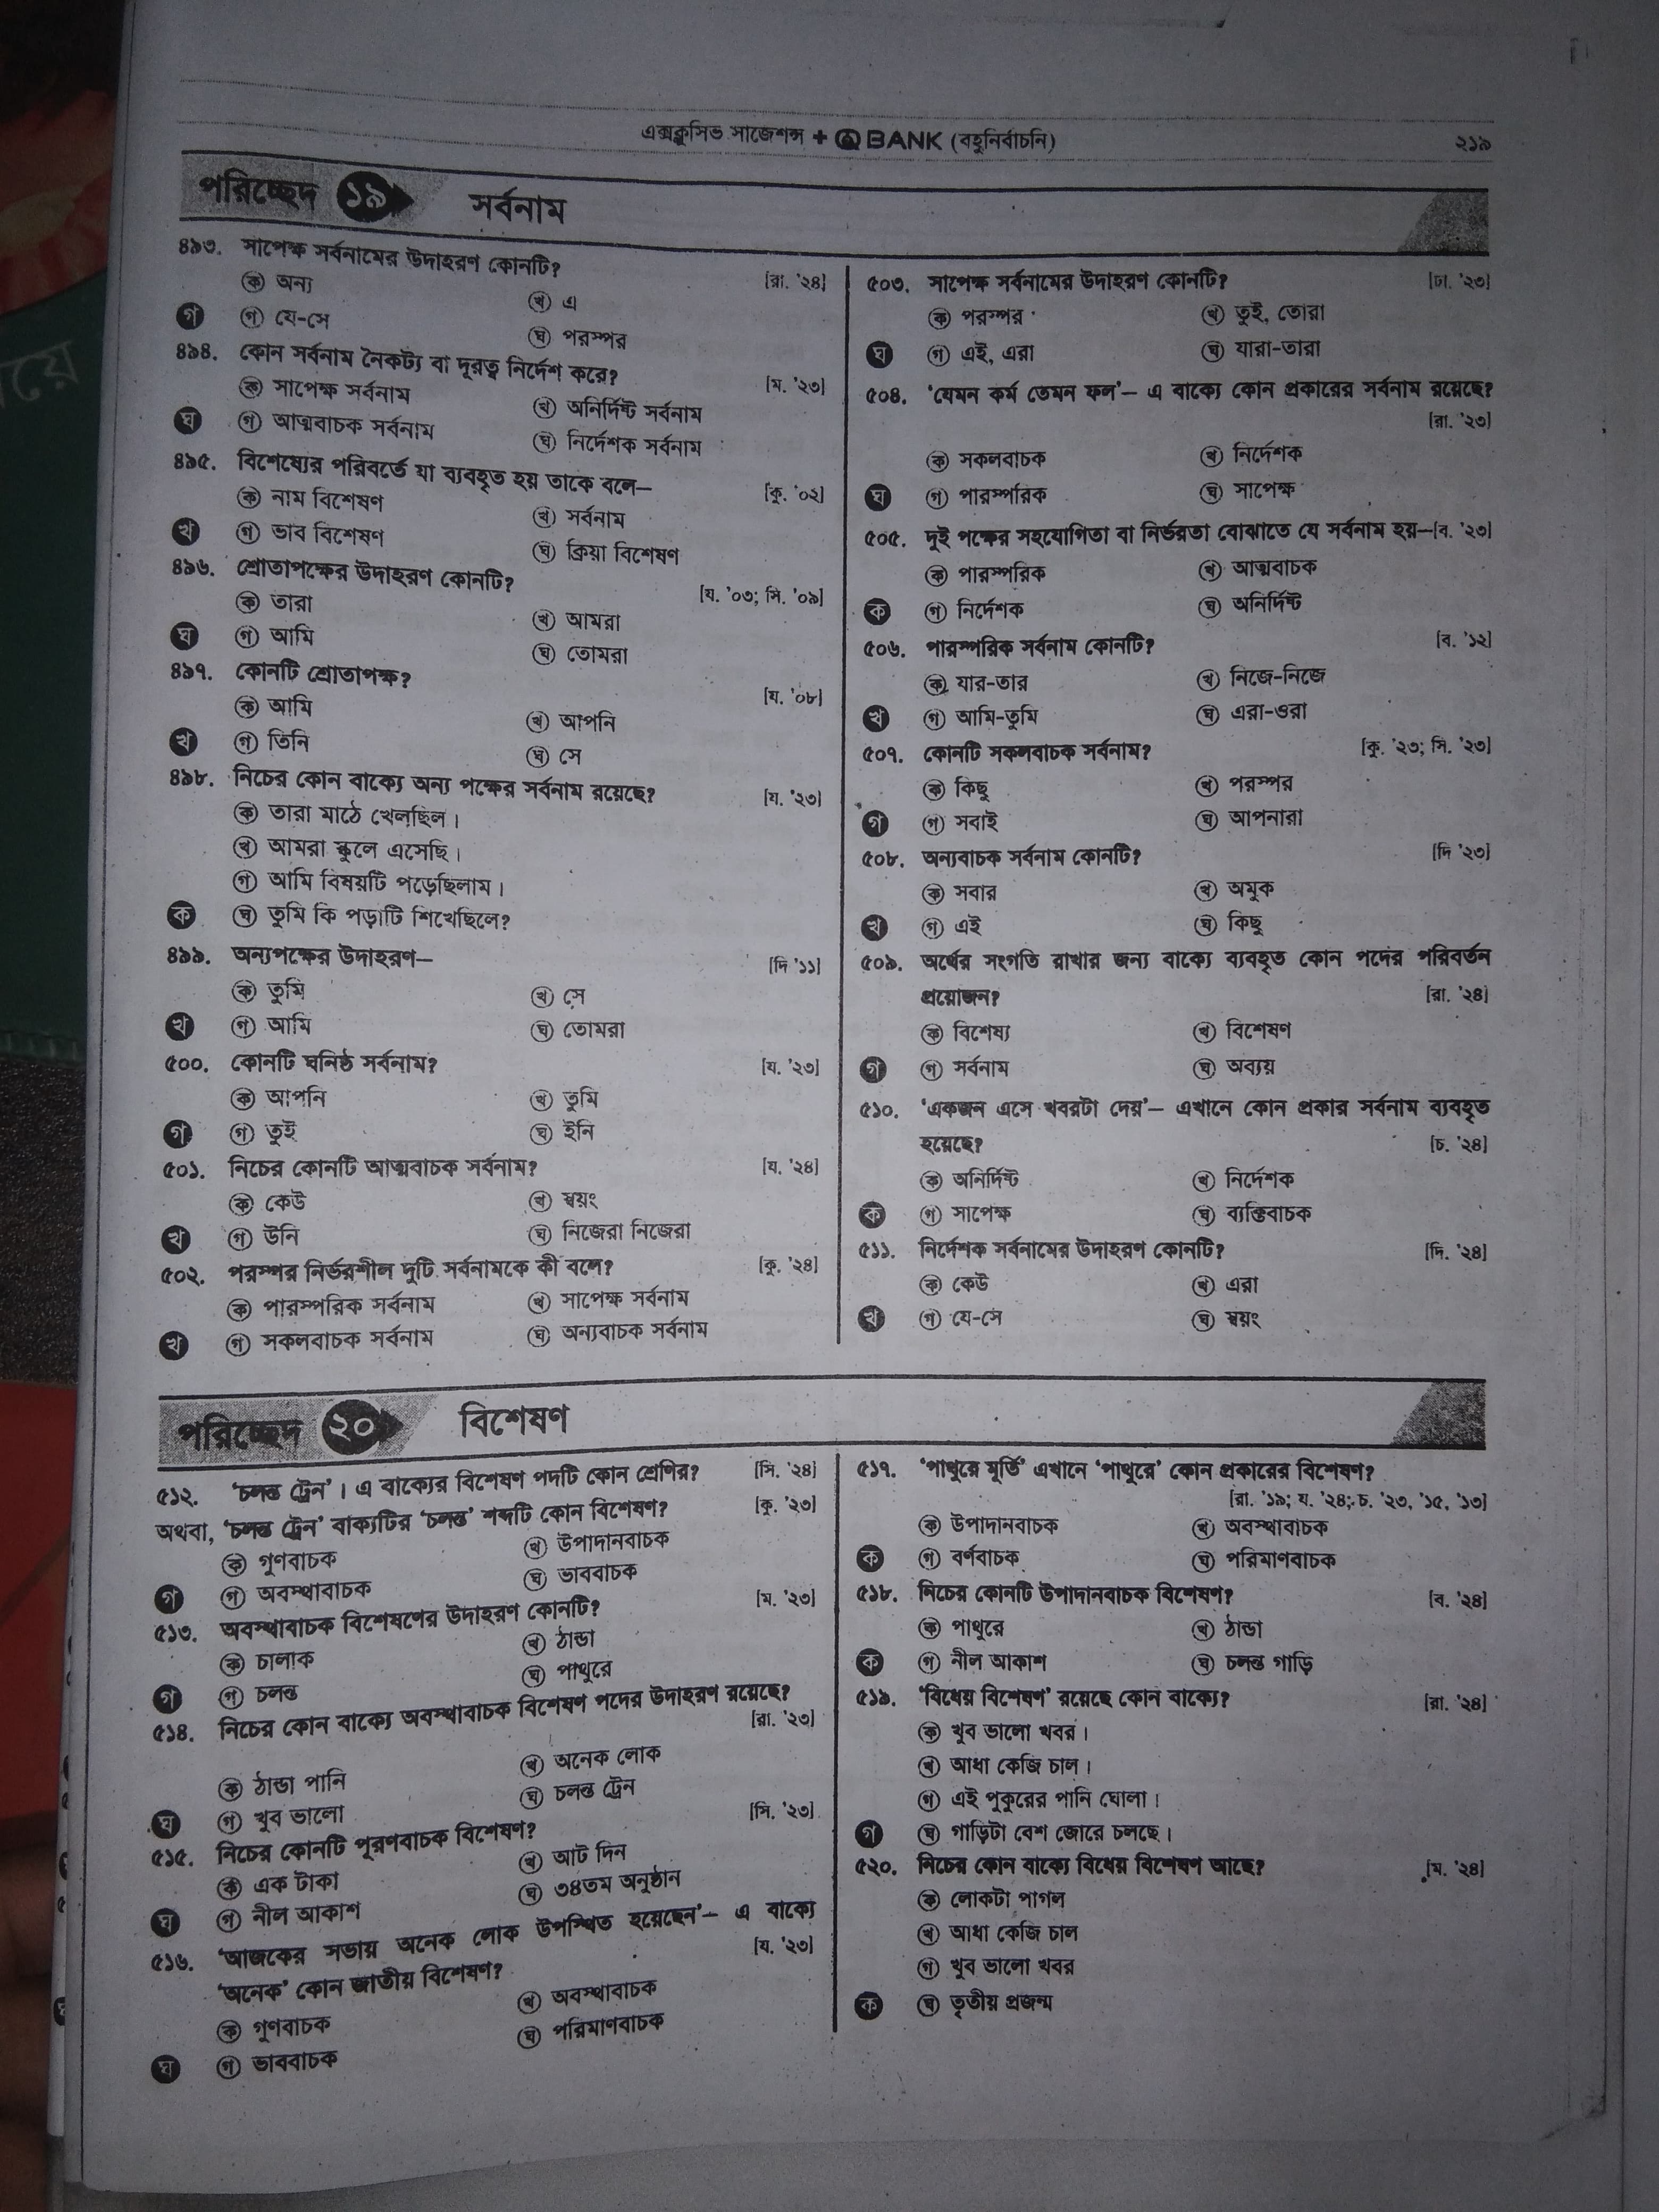 এক্সক্লুসিভ সাজেশন্স + Q BANK (বহুনির্বাচনি) ২১৯
পরিচ্ছেদ ১৯ সর্বনাম
৪৯৩. সাপেক্ষ সর্বনামের উদাহরণ কোনটি? [রা. '২৪]
ক অন্য খ এ
গ গ যে-সে ঘ পরস্পর
৪৯৪. কোন সর্বনাম নৈকট্য বা দূরত্ব নির্দেশ করে? [ম. '২৩]
ক সাপেক্ষ সর্বনাম খ অনির্দিষ্ট সর্বনাম
ঘ গ আত্মবাচক সর্বনাম ঘ নির্দেশক সর্বনাম
৪৯৫. বিশেষ্যের পরিবর্তে যা ব্যবহৃত হয় তাকে বলে— [কু. '০২]
ক নাম বিশেষণ খ সর্বনাম
খ গ ভাব বিশেষণ ঘ ক্রিয়া বিশেষণ
৪৯৬. শ্রোতাপক্ষের উদাহরণ কোনটি? [য. '০৩; সি. '০৯]
ক তারা খ আমরা
ঘ গ আমি ঘ তোমরা
৪৯৭. কোনটি শ্রোতাপক্ষ? [য. '০৮]
ক আমি খ আপনি
খ গ তিনি ঘ সে
৪৯৮. নিচের কোন বাক্যে অন্য পক্ষের সর্বনাম রয়েছে? [য. '২৩]
ক তারা মাঠে খেলছিল।
খ আমরা স্কুলে এসেছি।
গ আমি বিষয়টি পড়েছিলাম।
ক ঘ তুমি কি পড়াটি শিখেছিলে?
৪৯৯. অন্যপক্ষের উদাহরণ— [দি '১১]
ক তুমি খ সে
খ গ আমি ঘ তোমরা
৫০০. কোনটি ঘনিষ্ঠ সর্বনাম? [য. '২৩]
ক আপনি খ তুমি
গ গ তুই ঘ ইনি
৫০১. নিচের কোনটি আত্মবাচক সর্বনাম? [য. '২৪]
ক কেউ খ স্বয়ং
খ গ উনি ঘ নিজেরা নিজেরা
৫০২. পরস্পর নির্ভরশীল দুটি সর্বনামকে কী বলে? [কু. '২৪]
ক পারস্পরিক সর্বনাম খ সাপেক্ষ সর্বনাম
খ গ সকলবাচক সর্বনাম ঘ অন্যবাচক সর্বনাম
৫০৩. সাপেক্ষ সর্বনামের উদাহরণ কোনটি? [ঢা. '২৩]
ক পরস্পর খ তুই, তোরা
ঘ গ এই, এরা ঘ যারা-তারা
৫০৪. 'যেমন কর্ম তেমন ফল'— এ বাক্যে কোন প্রকারের সর্বনাম রয়েছে?
[রা. '২৩]
ক সকলবাচক খ নির্দেশক
ঘ গ পারস্পরিক ঘ সাপেক্ষ
৫০৫. দুই পক্ষের সহযোগিতা বা নির্ভরতা বোঝাতে যে সর্বনাম হয়—[ব. '২৩]
ক পারস্পরিক খ আত্মবাচক
ক গ নির্দেশক ঘ অনির্দিষ্ট
৫০৬. পারস্পরিক সর্বনাম কোনটি? [ব. '১২]
ক যার-তার খ নিজে-নিজে
খ গ আমি-তুমি ঘ এরা-ওরা
৫০৭. কোনটি সকলবাচক সর্বনাম? [কু. '২৩; সি. '২৩]
ক কিছু খ পরস্পর
গ গ সবাই ঘ আপনারা
৫০৮. অন্যবাচক সর্বনাম কোনটি? [দি '২৩]
ক সবার খ অমুক
খ গ এই ঘ কিছু
৫০৯. অর্থের সংগতি রাখার জন্য বাক্যে ব্যবহৃত কোন পদের পরিবর্তন
প্রয়োজন? [রা. '২৪]
ক বিশেষ্য খ বিশেষণ
গ গ সর্বনাম ঘ অব্যয়
৫১০. 'একজন এসে খবরটা দেয়'— এখানে কোন প্রকার সর্বনাম ব্যবহৃত
হয়েছে? [চ. '২৪]
ক অনির্দিষ্ট খ নির্দেশক
ক গ সাপেক্ষ ঘ ব্যক্তিবাচক
৫১১. নির্দেশক সর্বনামের উদাহরণ কোনটি? [দি. '২৪]
ক কেউ খ এরা
খ গ যে-সে ঘ স্বয়ং
পরিচ্ছেদ ২০ বিশেষণ
৫১২. 'চলন্ত ট্রেন'। এ বাক্যের বিশেষণ পদটি কোন শ্রেণির? [সি. '২৪]
অথবা, 'চলন্ত ট্রেন' বাক্যটির 'চলন্ত' শব্দটি কোন বিশেষণ? [কু. '২৩]
ক গুণবাচক খ উপাদানবাচক
গ গ অবস্থাবাচক ঘ ভাববাচক
৫১৩. অবস্থাবাচক বিশেষণের উদাহরণ কোনটি? [ম. '২৩]
ক চালাক খ ঠান্ডা
গ গ চলন্ত ঘ পাথুরে
৫১৪. নিচের কোন বাক্যে অবস্থাবাচক বিশেষণ পদের উদাহরণ রয়েছে?
[রা. '২৩]
ক ঠান্ডা পানি খ অনেক লোক
ঘ গ খুব ভালো ঘ চলন্ত ট্রেন
৫১৫. নিচের কোনটি পূরণবাচক বিশেষণ? [সি. '২৩]
ক এক টাকা খ আট দিন
ঘ গ নীল আকাশ ঘ ৩৪তম অনুষ্ঠান
৫১৬. 'আজকের সভায় অনেক লোক উপস্থিত হয়েছেন'— এ বাক্যে
'অনেক' কোন জাতীয় বিশেষণ? [য. '২৩]
ক গুণবাচক খ অবস্থাবাচক
ঘ গ ভাববাচক ঘ পরিমাণবাচক
৫১৭. 'পাথুরে মূর্তি' এখানে 'পাথুরে' কোন প্রকারের বিশেষণ?
[রা. '১৯; য. '২৪; চ. '২৩, '১৫, '১৩]
ক উপাদানবাচক খ অবস্থাবাচক
ক গ বর্ণবাচক ঘ পরিমাণবাচক
৫১৮. নিচের কোনটি উপাদানবাচক বিশেষণ? [ব. '২৪]
ক পাথুরে খ ঠান্ডা
ক গ নীল আকাশ ঘ চলন্ত গাড়ি
৫১৯. 'বিধেয় বিশেষণ' রয়েছে কোন বাক্যে? [রা. '২৪]
ক খুব ভালো খবর।
খ আধা কেজি চাল।
গ এই পুকুরের পানি ঘোলা।
গ ঘ গাড়িটা বেশ জোরে চলছে।
৫২০. নিচের কোন বাক্যে বিধেয় বিশেষণ আছে? [ম. '২৪]
ক লোকটা পাগল
খ আধা কেজি চাল
গ খুব ভালো খবর
ক ঘ তৃতীয় প্রজন্ম